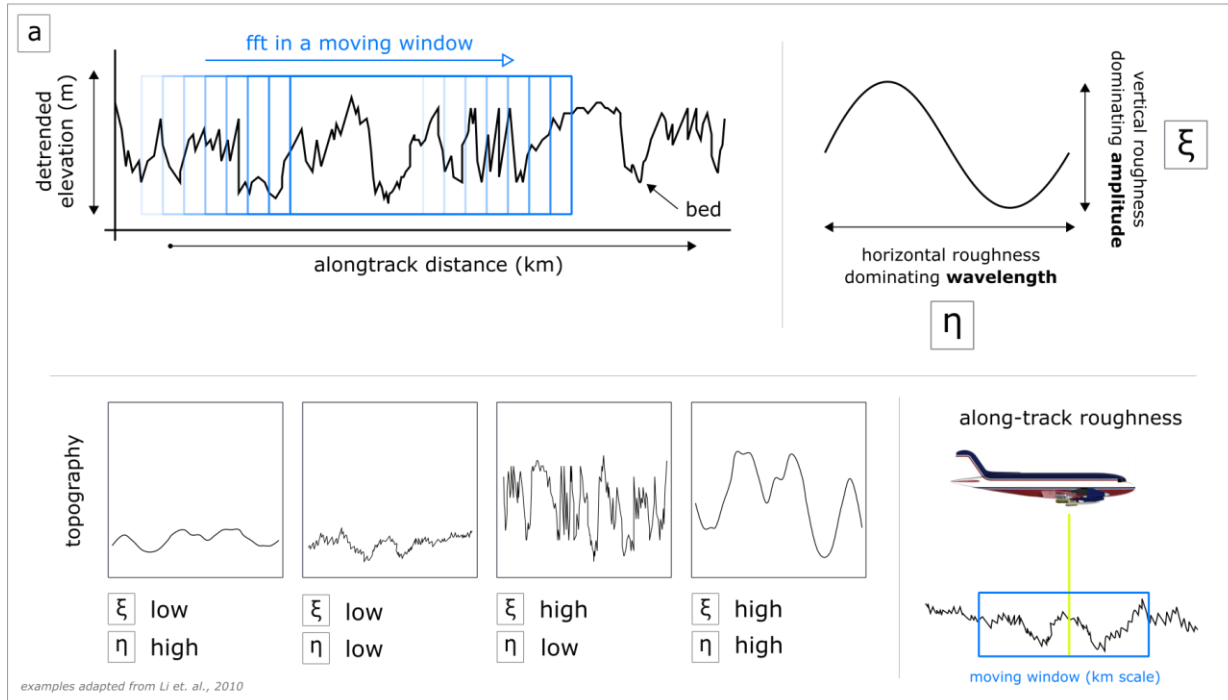 a
fft in a moving window
detrended
elevation (m)
bed
alongtrack distance (km)
vertical roughness
dominating amplitude
ξ
horizontal roughness
dominating wavelength
η
topography
ξ low
η high
ξ low
η low
ξ high
η low
ξ high
η high
along-track roughness
moving window (km scale)
examples adapted from Li et. al., 2010